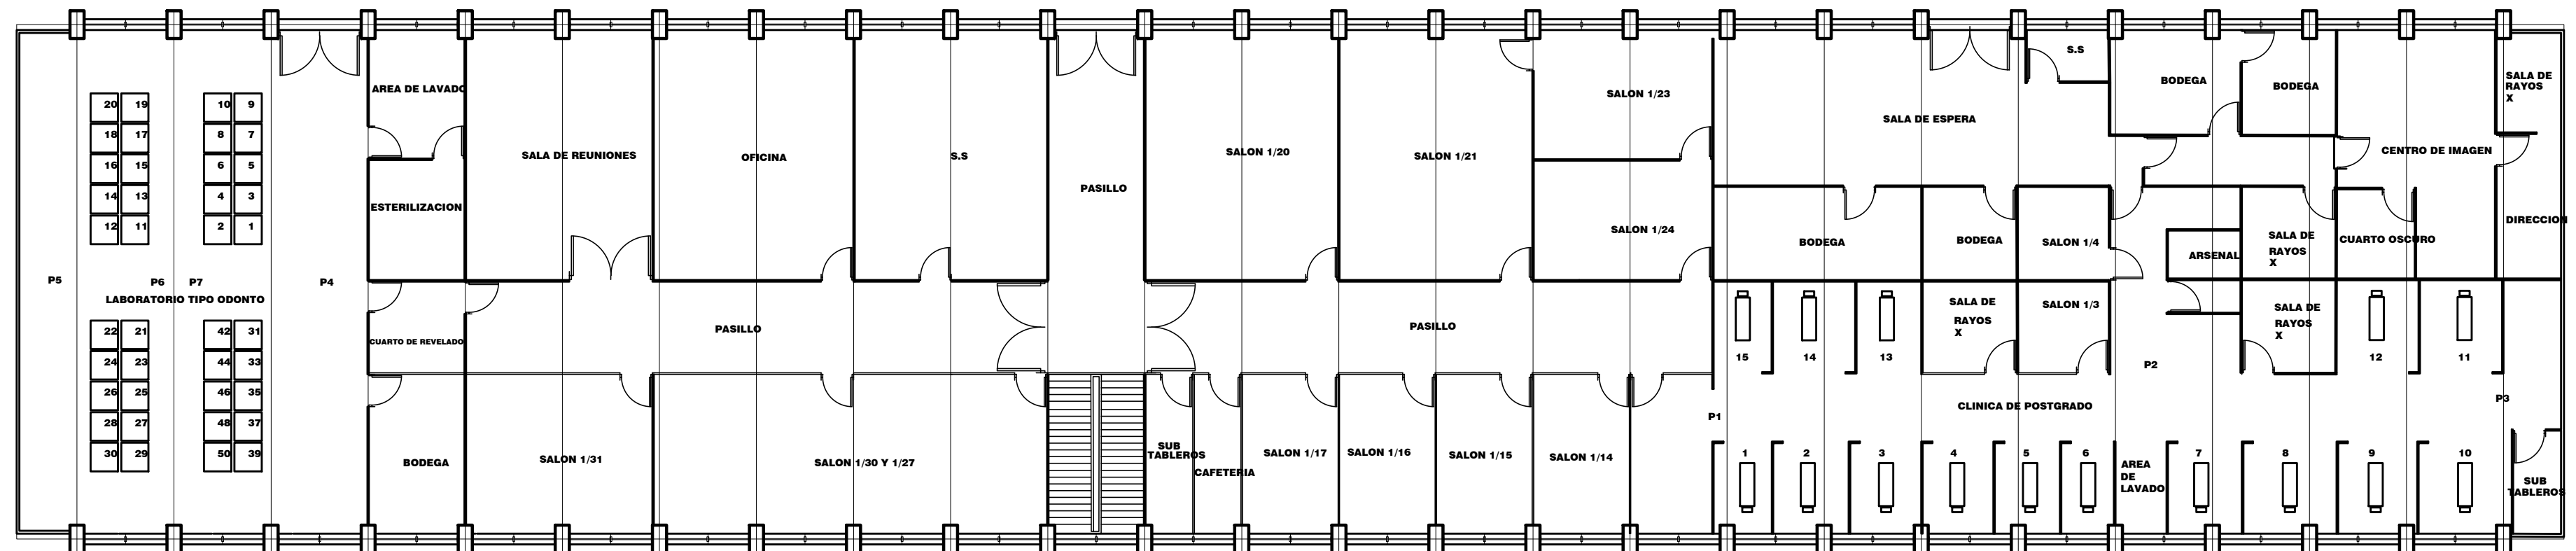 20 19
18 17
16 15
14 13
12 11
10 9
8 7
6 5
4 3
2 1
P5
P6 P7
P4
LABORATORIO TIPO ODONTO
22 21
24 23
26 25
28 27
30 29
42 31
44 33
46 35
48 37
50 39
AREA DE LAVADO
ESTERILIZACION
CUARTO DE REVELADO
BODEGA
SALA DE REUNIONES
OFICINA
S.S
PASILLO
SALON 1/31
SALON 1/30 Y 1/27
PASILLO
SALON 1/20
SALON 1/21
SALON 1/23
SALON 1/24
PASILLO
SUB
TABLEROS
CAFETERIA
SALON 1/17
SALON 1/16
SALON 1/15
SALON 1/14
SALA DE ESPERA
S.S
BODEGA
BODEGA
CENTRO DE IMAGEN
SALA DE
RAYOS
X
DIRECCION
BODEGA
BODEGA
SALON 1/4
ARSENAL
SALA DE
RAYOS
X
CUARTO OSCURO
15
14
13
SALA DE
RAYOS
X
SALON 1/3
P2
SALA DE
RAYOS
X
12
11
P1
CLINICA DE POSTGRADO
P3
1
2
3
4
5
6
AREA
DE
LAVADO
7
8
9
10
SUB
TABLEROS